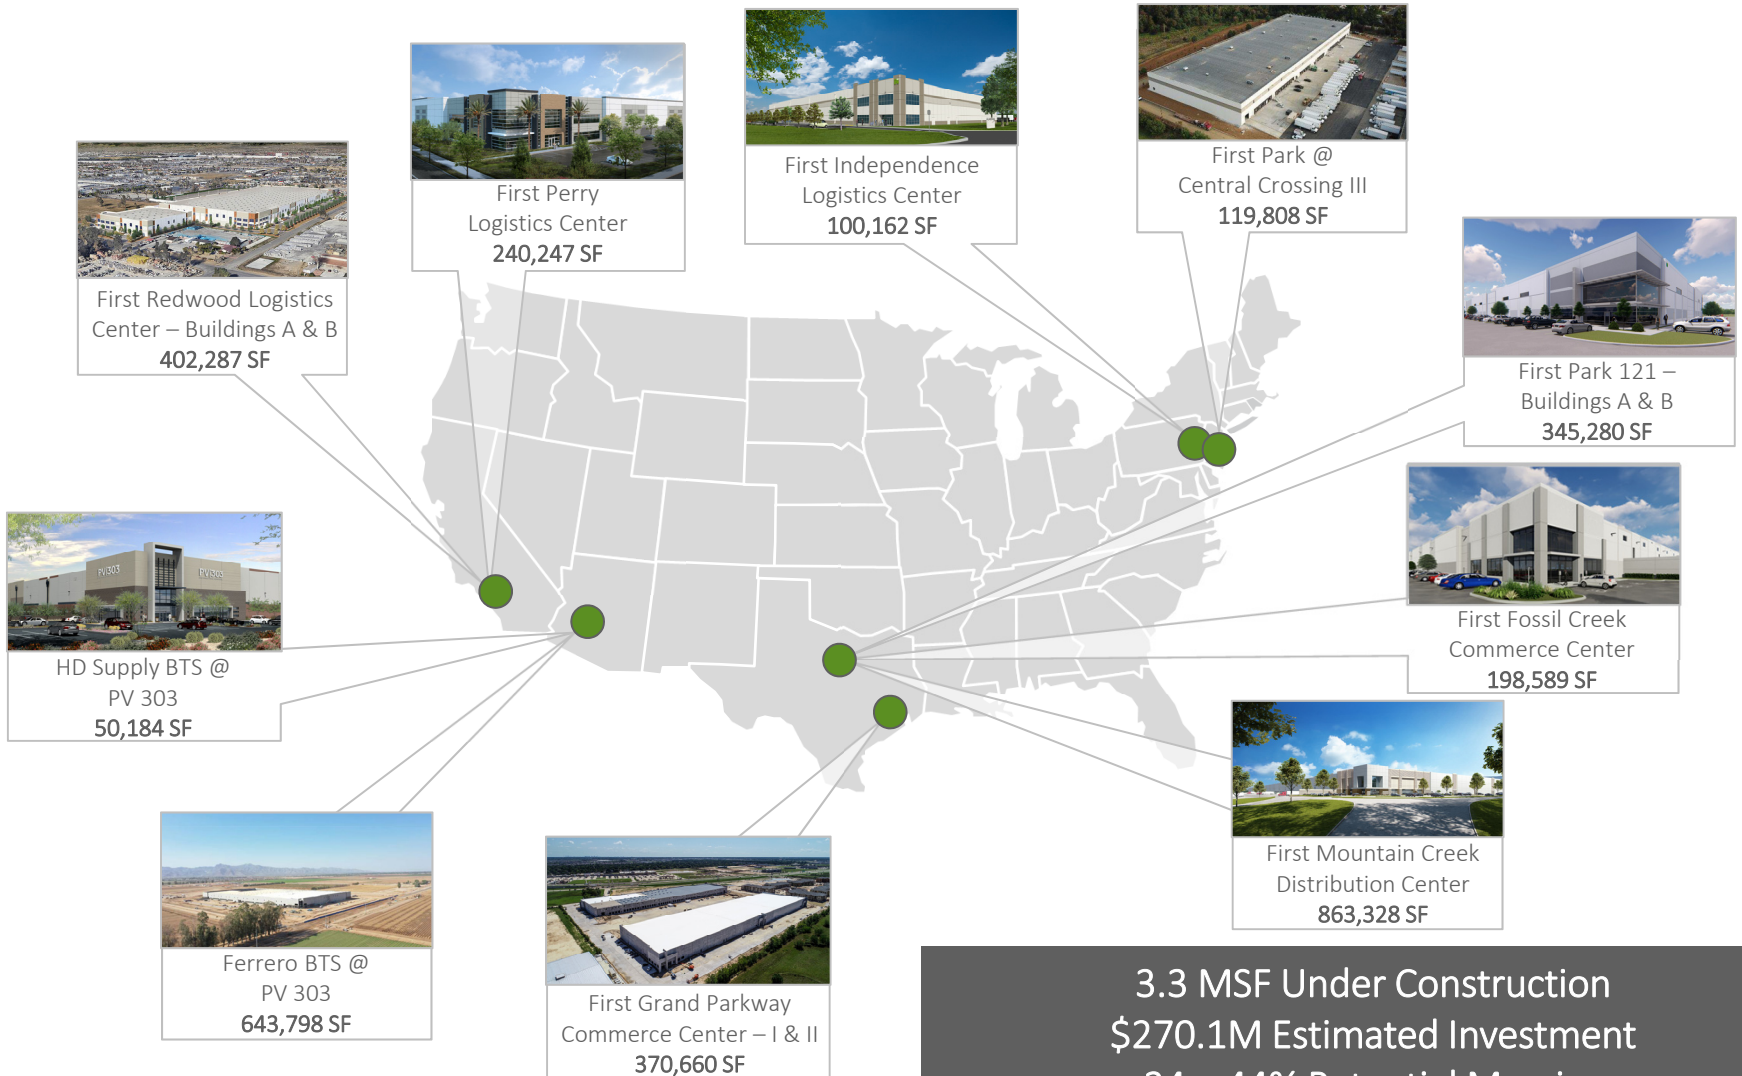 First Independence
Logistics Center
100,162 SF
First Park @
Central Crossing III
119,808 SF
First Perry
Logistics Center
240,247 SF
First Redwood Logistics
Center – Buildings A & B
402,287 SF
First Park 121 –
Buildings A & B
345,280 SF
PV|303
PV|303
HD Supply BTS @
PV 303
50,184 SF
First Fossil Creek
Commerce Center
198,589 SF
First Mountain Creek
Distribution Center
863,328 SF
Ferrero BTS @
PV 303
643,798 SF
First Grand Parkway
Commerce Center – I & II
370,660 SF
3.3 MSF Under Construction
$270.1M Estimated Investment